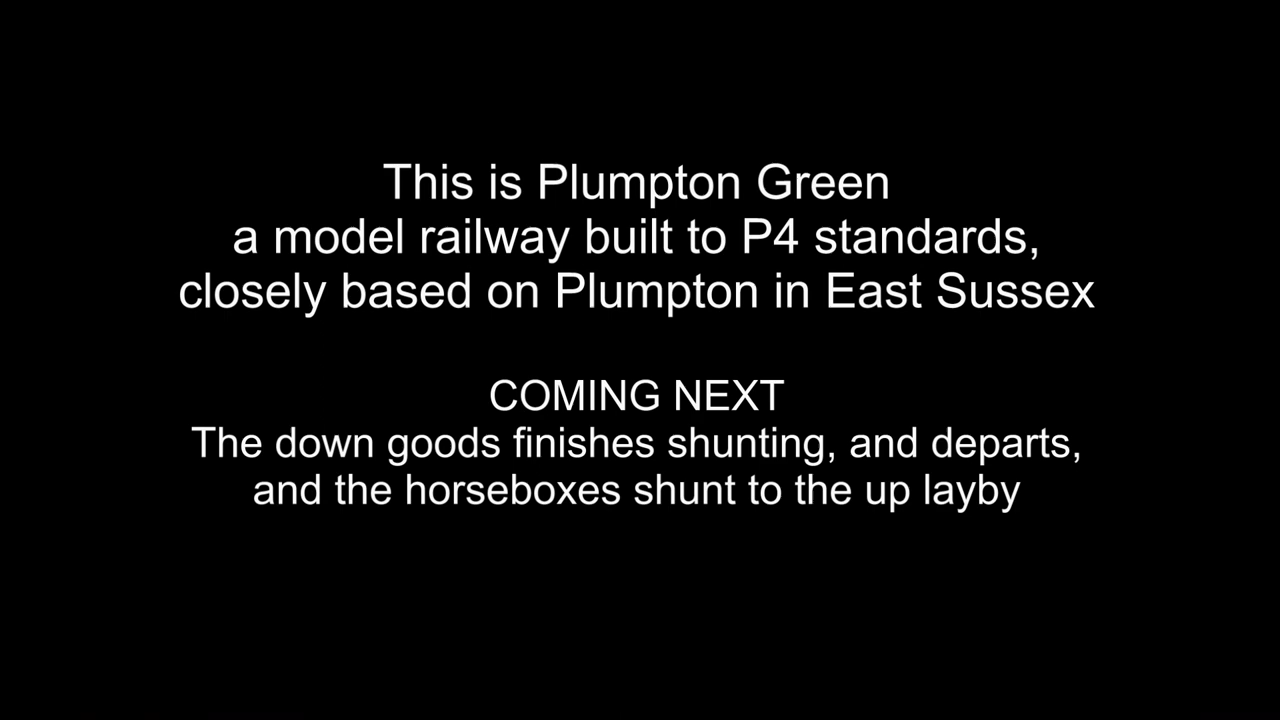 This is Plumpton Green
a model railway built to P4 standards,
closely based on Plumpton in East Sussex
COMING NEXT
The down goods finishes shunting, and departs,
and the horseboxes shunt to the up layby